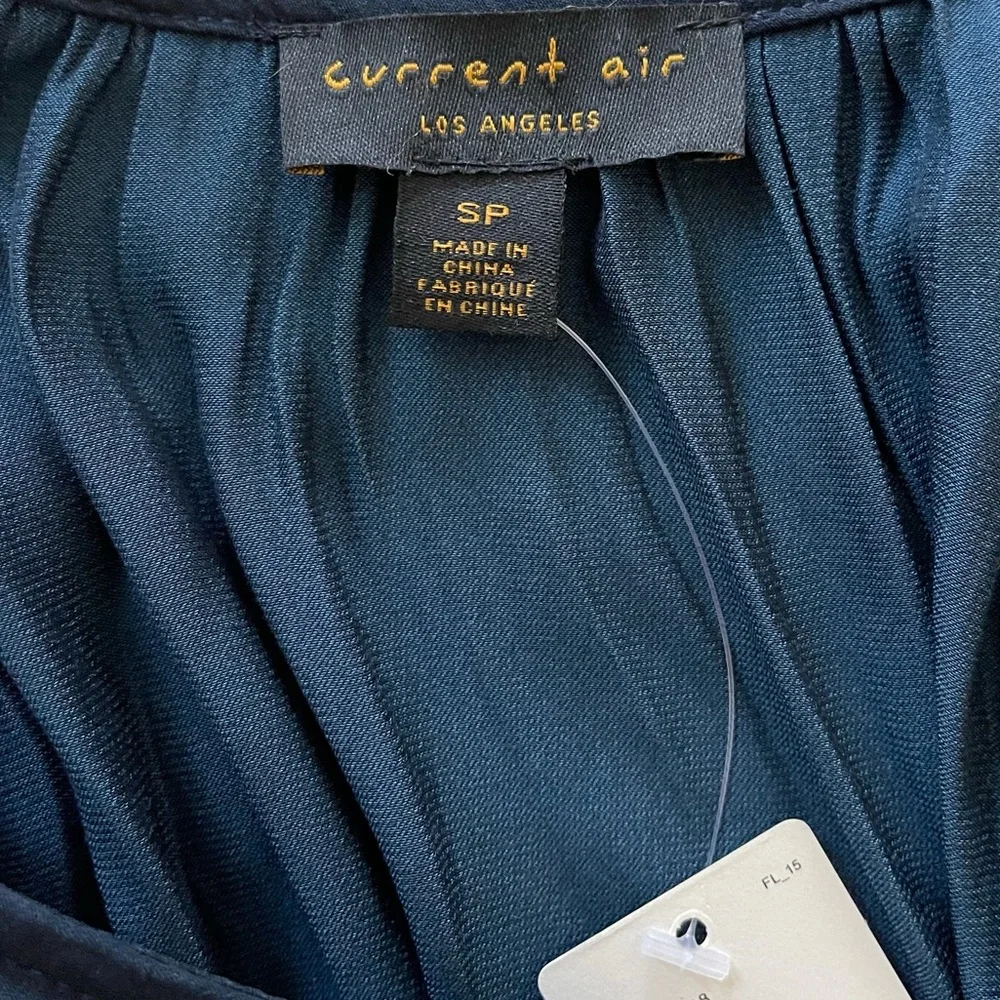 current air
LOS ANGELES
SP
MADE IN
CHINA
FABRIQUÉ
EN CHINE
FL_15